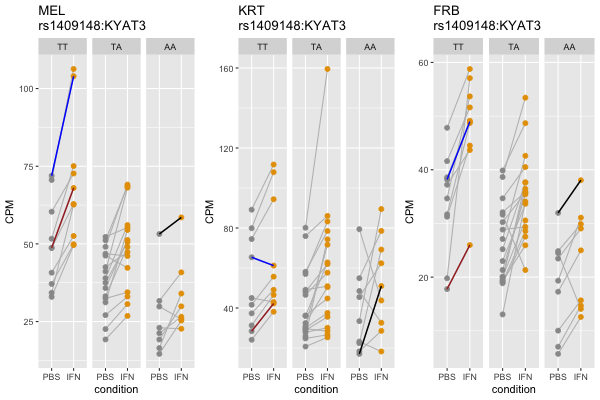 MEL
rs1409148:KYAT3
TT TA AA
CPM
100
75
50
25
PBS IFN PBS IFN PBS IFN
condition
KRT
rs1409148:KYAT3
TT TA AA
CPM
160
120
80
40
PBS IFN PBS IFN PBS IFN
condition
FRB
rs1409148:KYAT3
TT TA AA
CPM
60
40
20
PBS IFN PBS IFN PBS IFN
condition